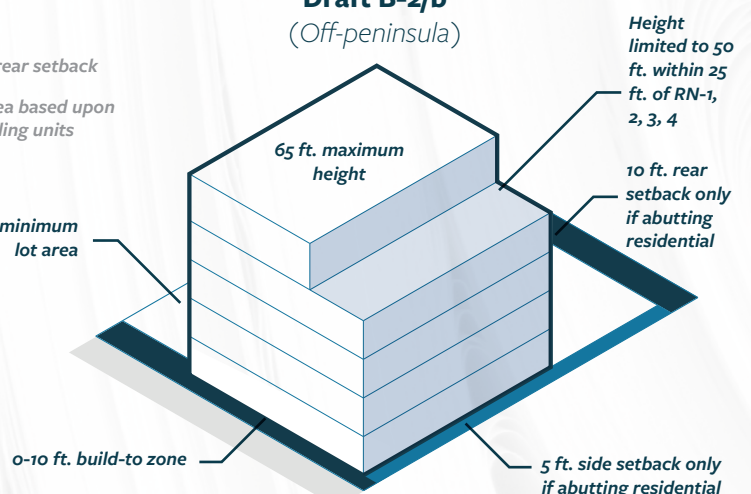 Draft B-2/b
(Off-peninsula)
rear setback
ea based upon
ling units
Height
limited to 50
ft. within 25
ft. of RN-1,
2, 3, 4
65 ft. maximum
height
10 ft. rear
setback only
if abutting
residential
minimum
lot area
0-10 ft. build-to zone
5 ft. side setback only
if abutting residential